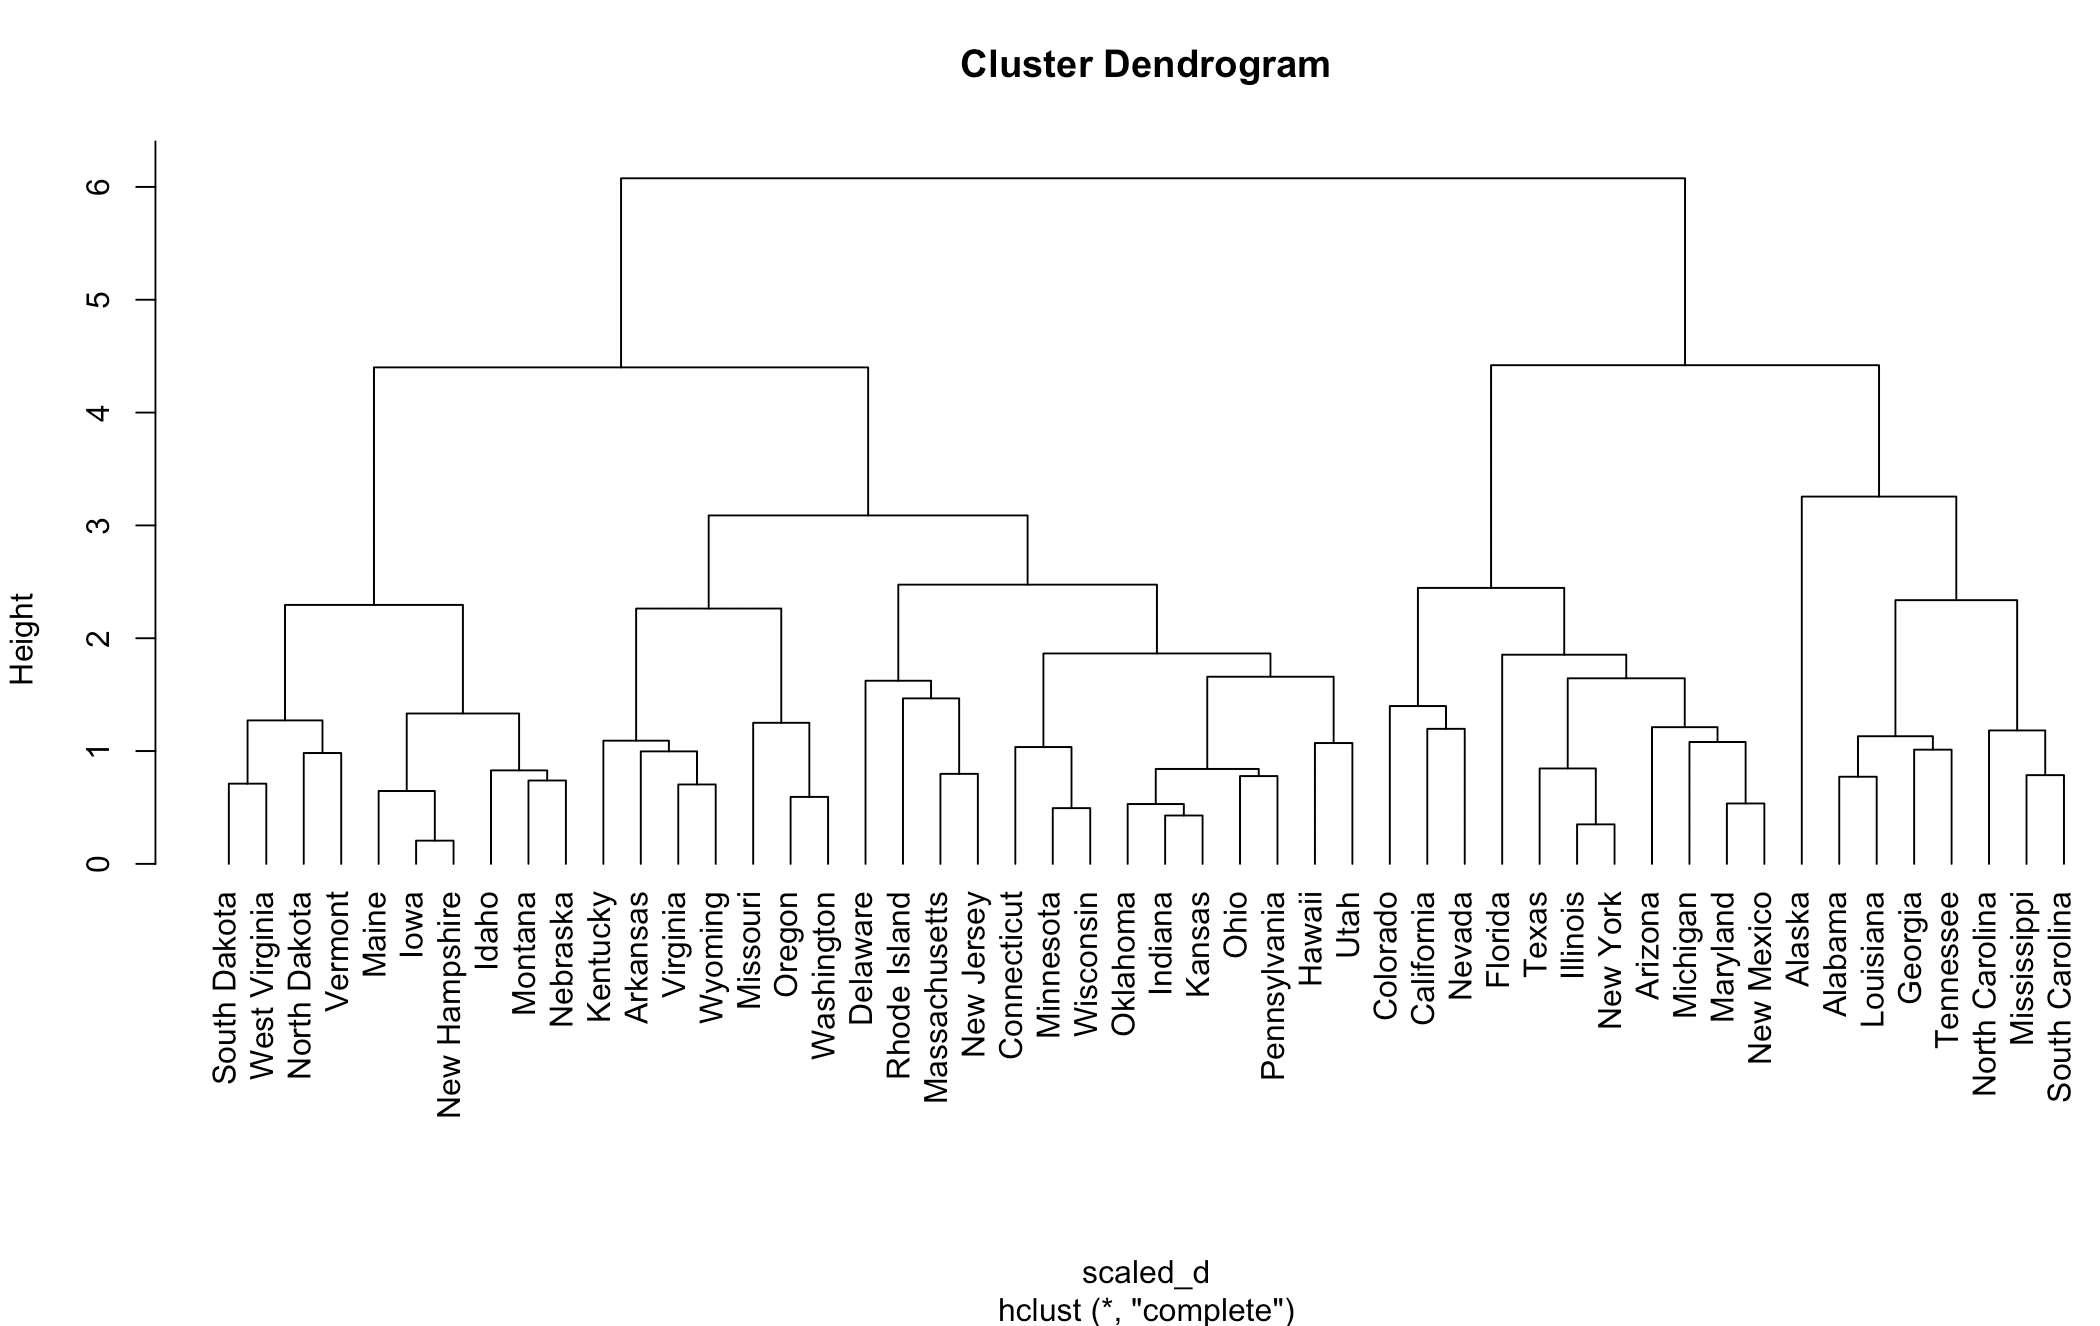 Cluster Dendrogram
Height
6
5
4
3
2
1
0
South Dakota
West Virginia
North Dakota
Vermont
Maine
Iowa
New Hampshire
Idaho
Montana
Nebraska
Kentucky
Arkansas
Virginia
Wyoming
Missouri
Oregon
Washington
Delaware
Rhode Island
Massachusetts
New Jersey
Connecticut
Minnesota
Wisconsin
Oklahoma
Indiana
Kansas
Ohio
Pennsylvania
Hawaii
Utah
Colorado
California
Nevada
Florida
Texas
Illinois
New York
Arizona
Michigan
Maryland
New Mexico
Alaska
Alabama
Louisiana
Georgia
Tennessee
North Carolina
Mississippi
South Carolina
scaled_d
hclust (*, "complete")